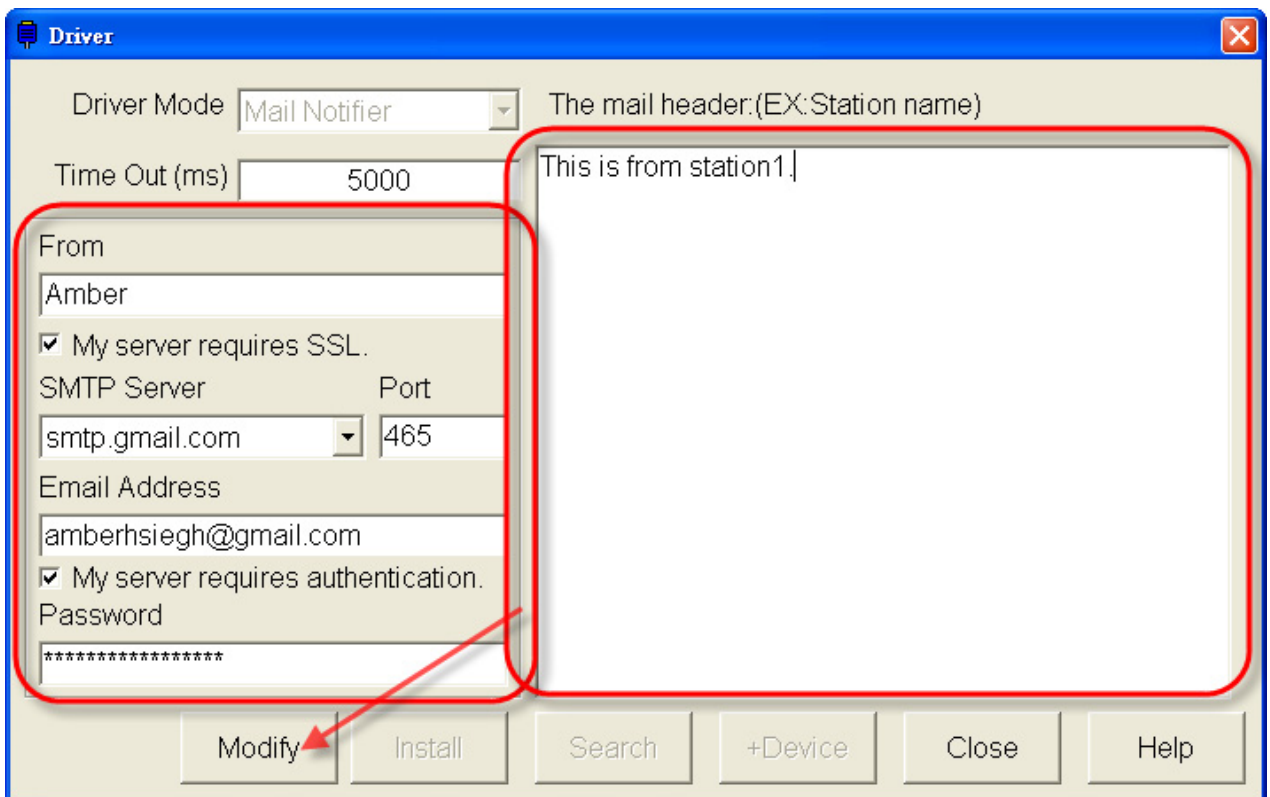 Driver
Driver Mode
Mail Notifier
The mail header:(EX:Station name)
Time Out (ms)
5000
This is from station1.
From
Amber
My server requires SSL.
SMTP Server Port
smtp.gmail.com 465
Email Address
amberhsiegh@gmail.com
My server requires authentication.
Password
*****************
Modify Install Search +Device Close Help